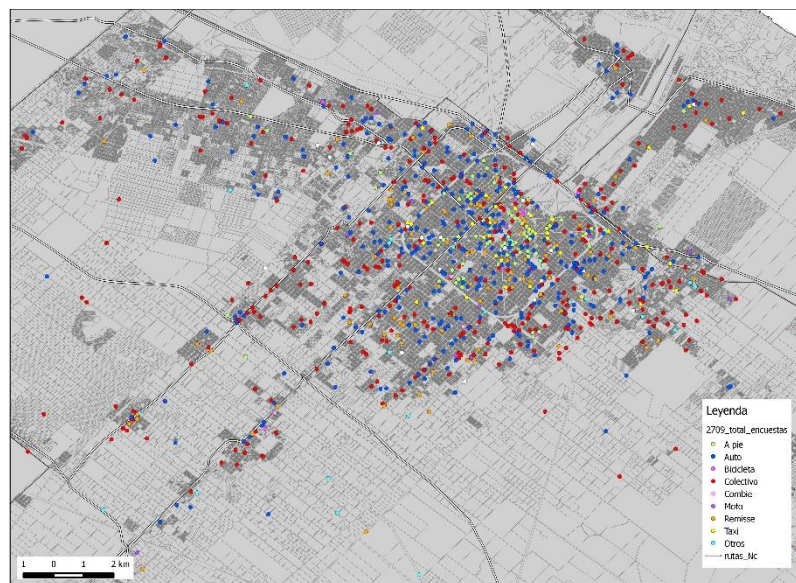 Leyenda
2709_total_encuestas
A pie
Auto
Bicicleta
Colectivo
Combie
Moto
Remisse
Taxi
Otros
rutas_Nc
1 0 1 2 km